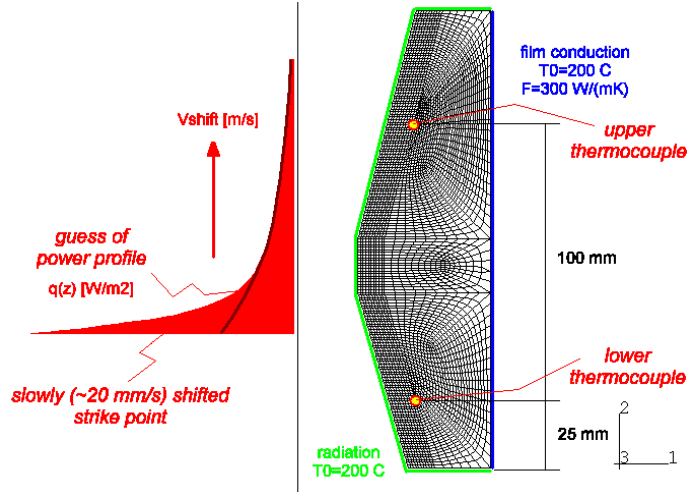 Vshift [m/s]
guess of
power profile
q(z) [W/m2]
slowly (~20 mm/s) shifted
strike point
film conduction
T0=200 C
F=300 W/(mK)
upper
thermocouple
100 mm
lower
thermocouple
25 mm
radiation
T0=200 C
2
3
1